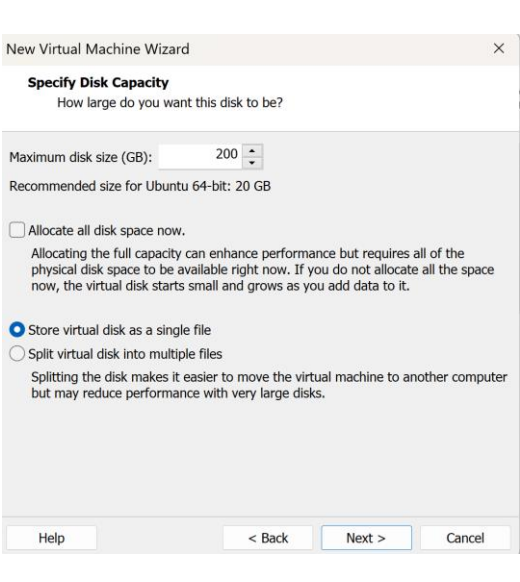 New Virtual Machine Wizard
Specify Disk Capacity
How large do you want this disk to be?
Maximum disk size (GB): 200
Recommended size for Ubuntu 64-bit: 20 GB
Allocate all disk space now.
Allocating the full capacity can enhance performance but requires all of the
physical disk space to be available right now. If you do not allocate all the space
now, the virtual disk starts small and grows as you add data to it.
Store virtual disk as a single file
Split virtual disk into multiple files
Splitting the disk makes it easier to move the virtual machine to another computer
but may reduce performance with very large disks.
Help < Back Next > Cancel